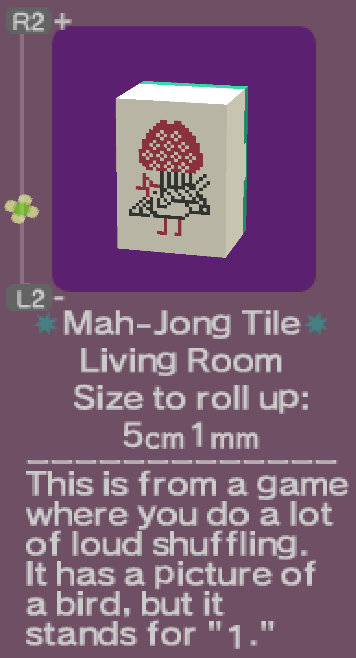 R2 +
L2 -
Mah-Jong Tile
Living Room
Size to roll up:
5cm1mm
This is from a game
where you do a lot
of loud shuffling.
It has a picture of
a bird, but it
stands for "1."